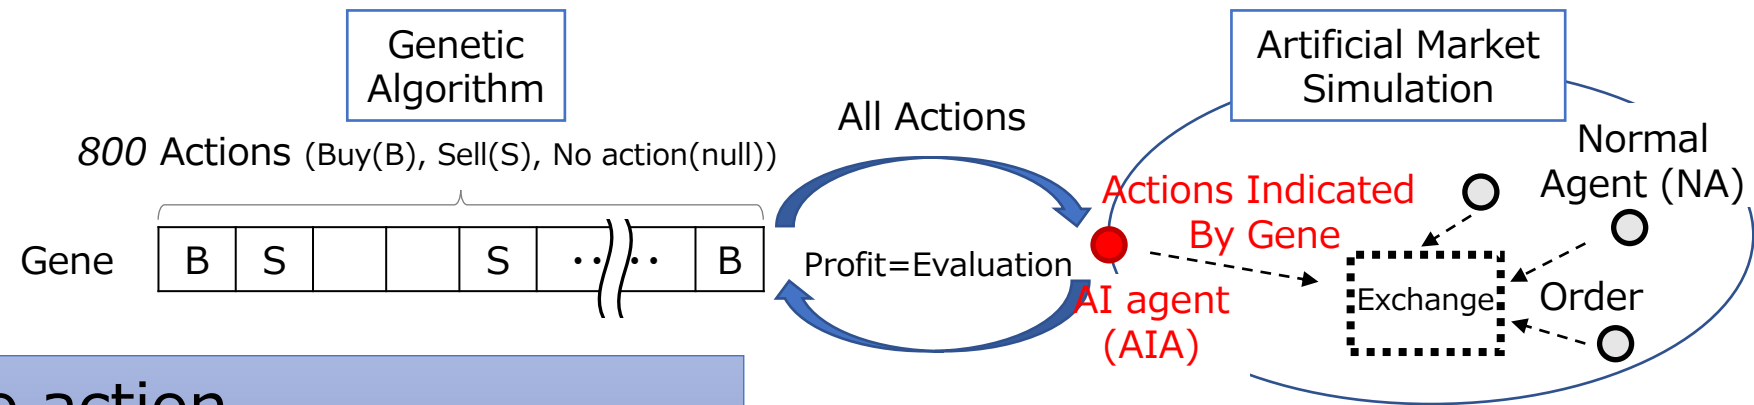 Genetic
Algorithm
Artificial Market
Simulation
All Actions
800 Actions (Buy(B), Sell(S), No action(null))
Normal
Agent (NA)
Actions Indicated
By Gene
Gene B S S ・・ ・・ B
Profit=Evaluation
AI agent
(AIA)
Exchange
Order
action